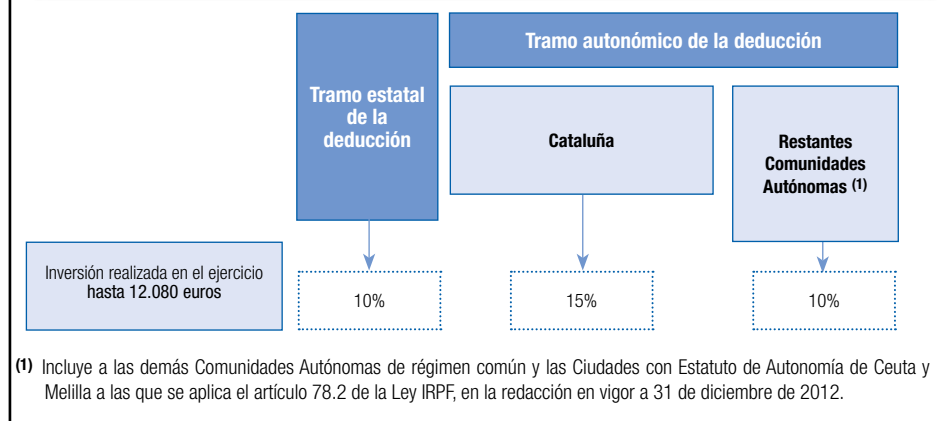 Tramo estatal
de la
deducción
Tramo autonómico de la deducción
Cataluña
Restantes
Comunidades
Autónomas (1)
Inversión realizada en el ejercicio
hasta 12.080 euros
10%
15%
10%
(1) Incluye a las demás Comunidades Autónomas de régimen común y las Ciudades con Estatuto de Autonomía de Ceuta y
Melilla a las que se aplica el artículo 78.2 de la Ley IRPF, en la redacción en vigor a 31 de diciembre de 2012.